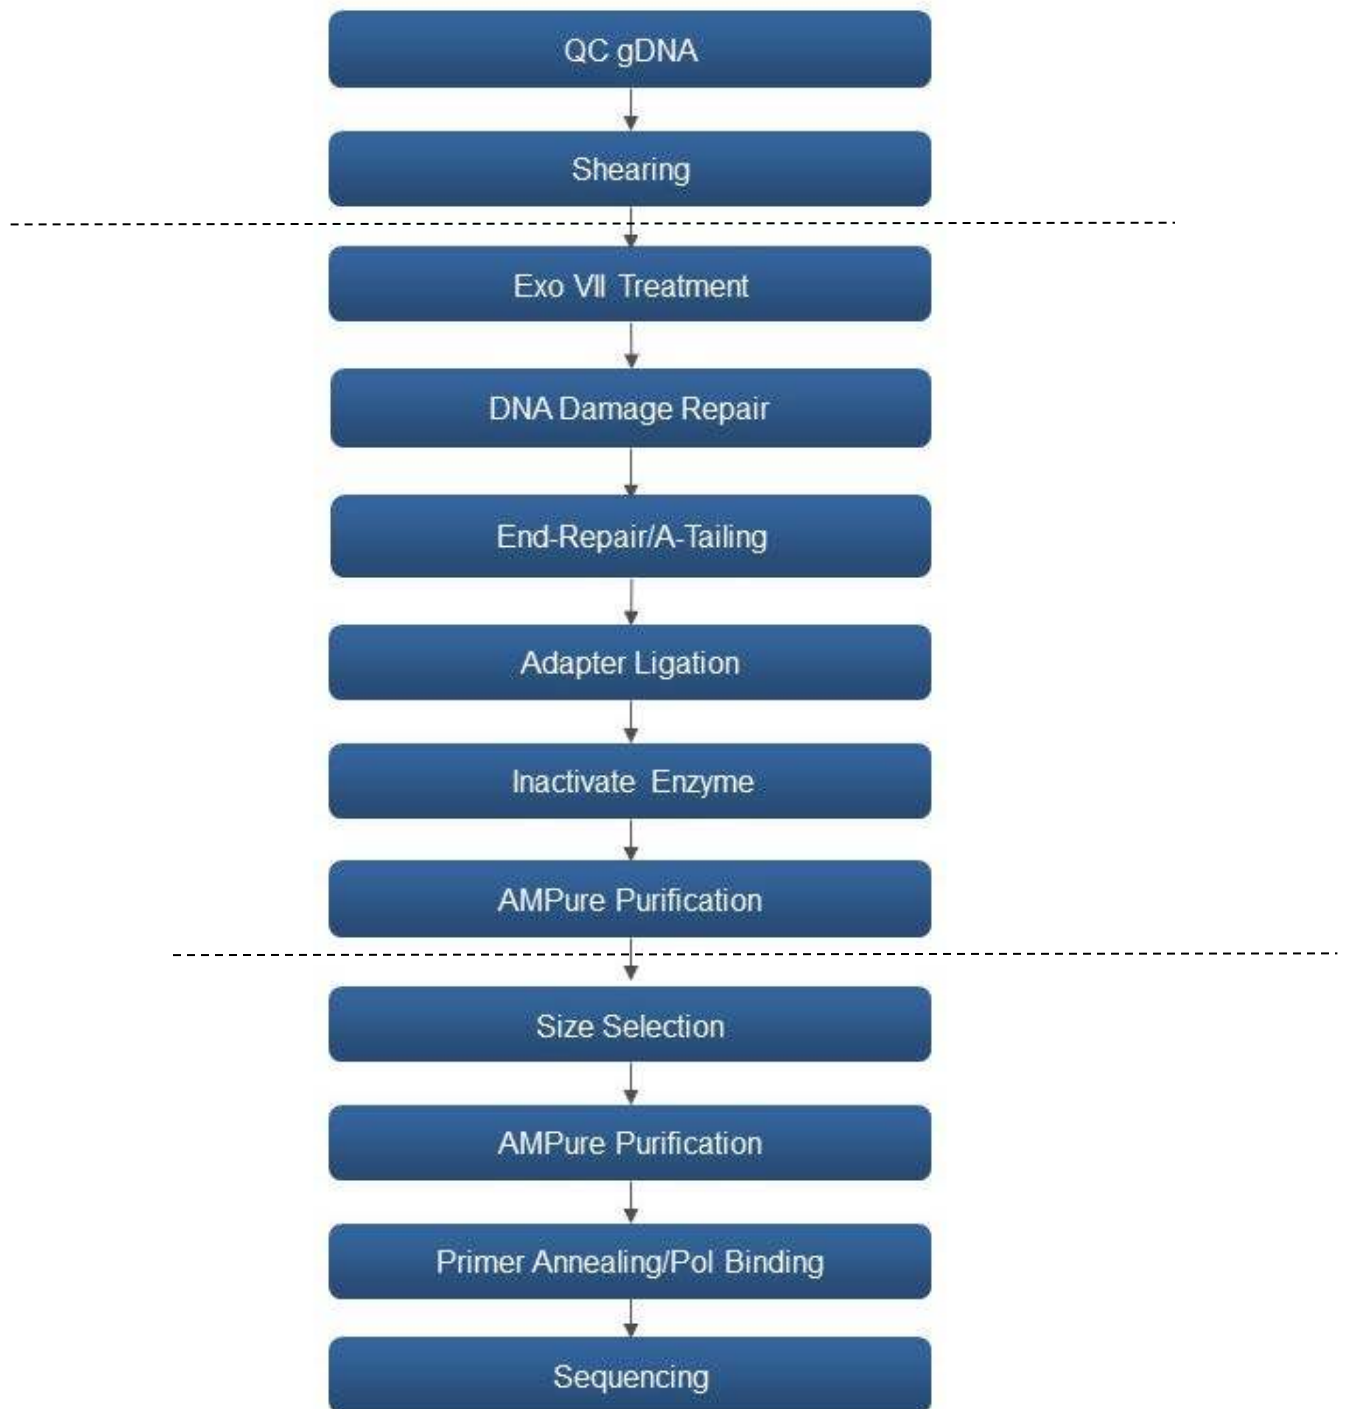 QC gDNA
Shearing
Exo VII Treatment
DNA Damage Repair
End-Repair/A-Tailing
Adapter Ligation
Inactivate Enzyme
AMPure Purification
Size Selection
AMPure Purification
Primer Annealing/Pol Binding
Sequencing